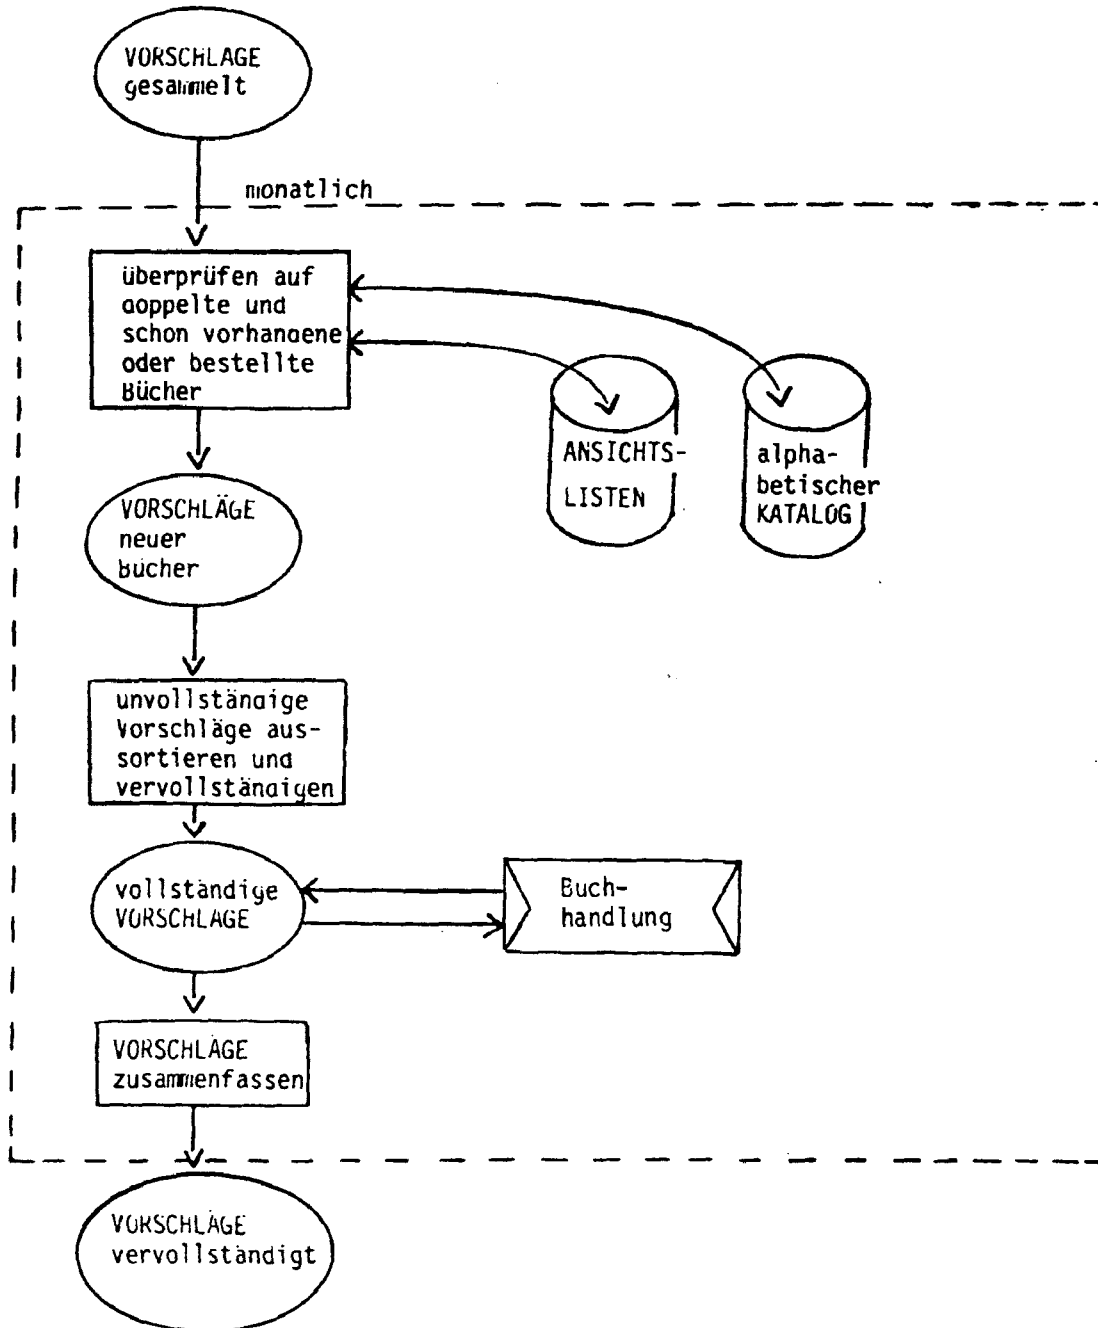 VORSCHLAGE
gesammelt
monatlich
überprüfen auf
doppelte und
schon vorhandene
oder bestellte
Bücher
ANSICHTS-
LISTEN
alpha-
betischer
KATALOG
VORSCHLÄGE
neuer
Bücher
unvollständige
Vorschläge aus-
sortieren und
vervollständigen
vollständige
VORSCHLAGE
Buch-
handlung
VORSCHLÄGE
zusammenfassen
VORSCHLÄGE
vervollständigt